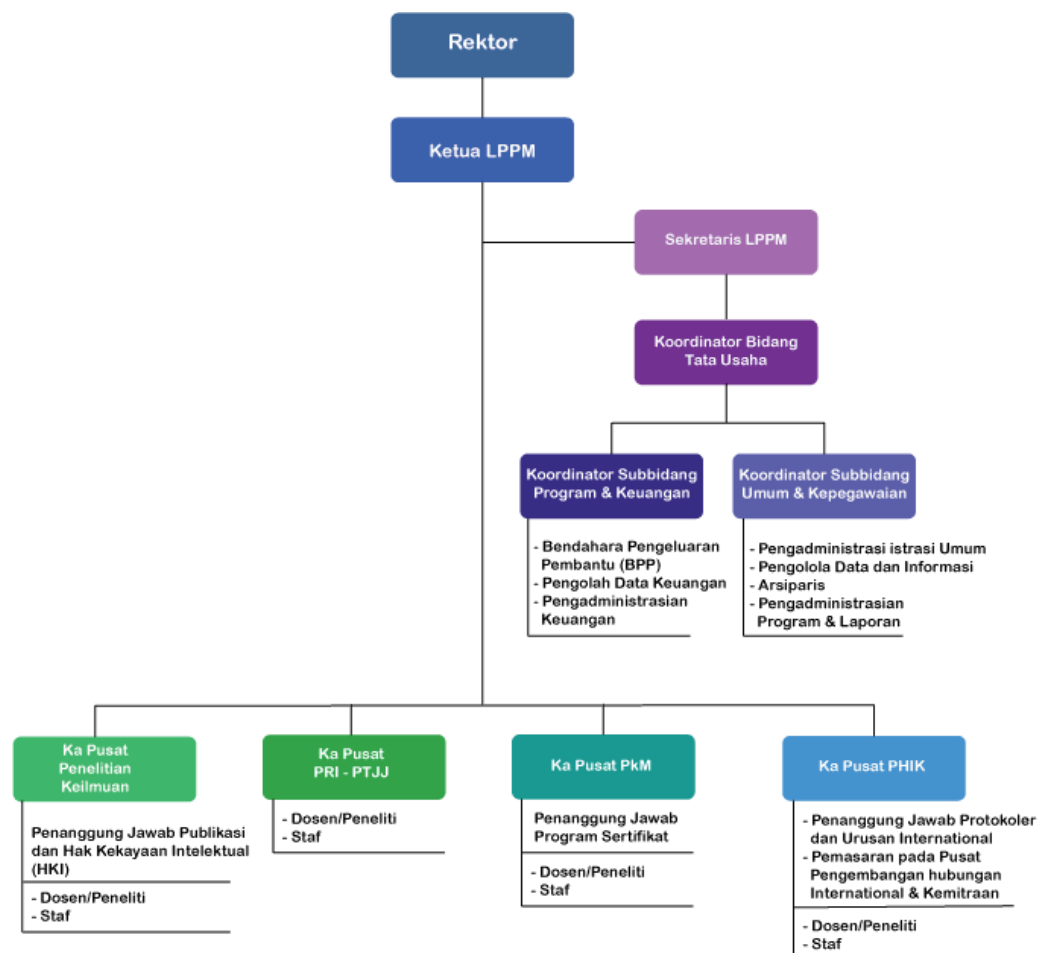 Rektor
Ketua LPPM
Sekretaris LPPM
Koordinator Bidang
Tata Usaha
Koordinator Subbidang
Program & Keuangan
- Bendahara Pengeluaran
Pembantu (BPP)
- Pengolah Data Keuangan
- Pengadministrasian
Keuangan
Koordinator Subbidang
Umum & Kepegawaian
- Pengadministrasi istrasi Umum
- Pengolola Data dan Informasi
- Arsiparis
- Pengadministrasian
Program & Laporan
Ka Pusat
Penelitian
Keilmuan
Penanggung Jawab Publikasi
dan Hak Kekayaan Intelektual
(HKI)
- Dosen/Peneliti
- Staf
Ka Pusat
PRI - PTJJ
- Dosen/Peneliti
- Staf
Ka Pusat PkM
Penanggung Jawab
Program Sertifikat
- Dosen/Peneliti
- Staf
Ka Pusat PHIK
- Penanggung Jawab Protokoler
dan Urusan International
- Pemasaran pada Pusat
Pengembangan hubungan
International & Kemitraan
- Dosen/Peneliti
- Staf